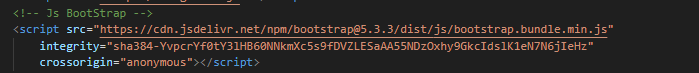 <!-- Js BootStrap -->
<script src="https://cdn.jsdelivr.net/npm/bootstrap@5.3.3/dist/js/bootstrap.bundle.min.js"
integrity="sha384-YvpcrYf0tY31HB60NNkmXc5s9fDVZLESaAA55NDzOxhy9GkcIds1K1eN7N6jIeHz"
crossorigin="anonymous"></script>